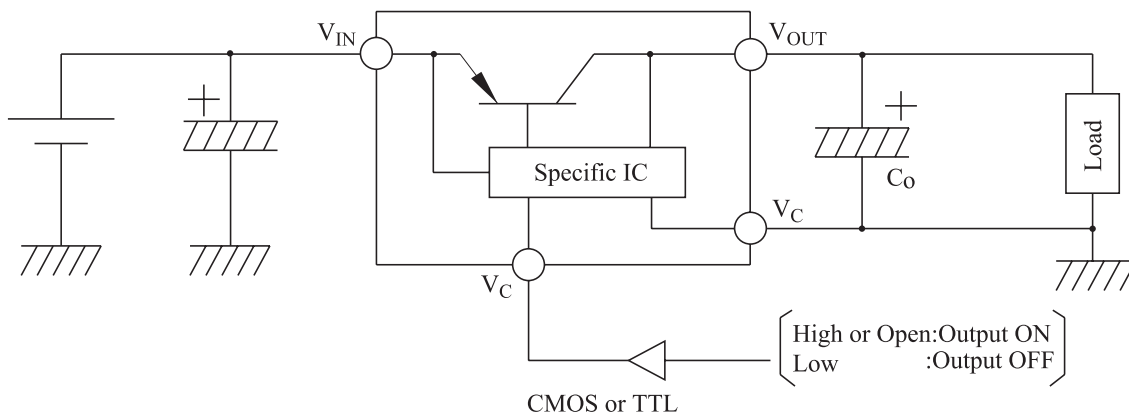 V_IN
V_OUT
+
+
Specific IC
Load
Co
V_C
V_C
High or Open:Output ON
Low :Output OFF
CMOS or TTL